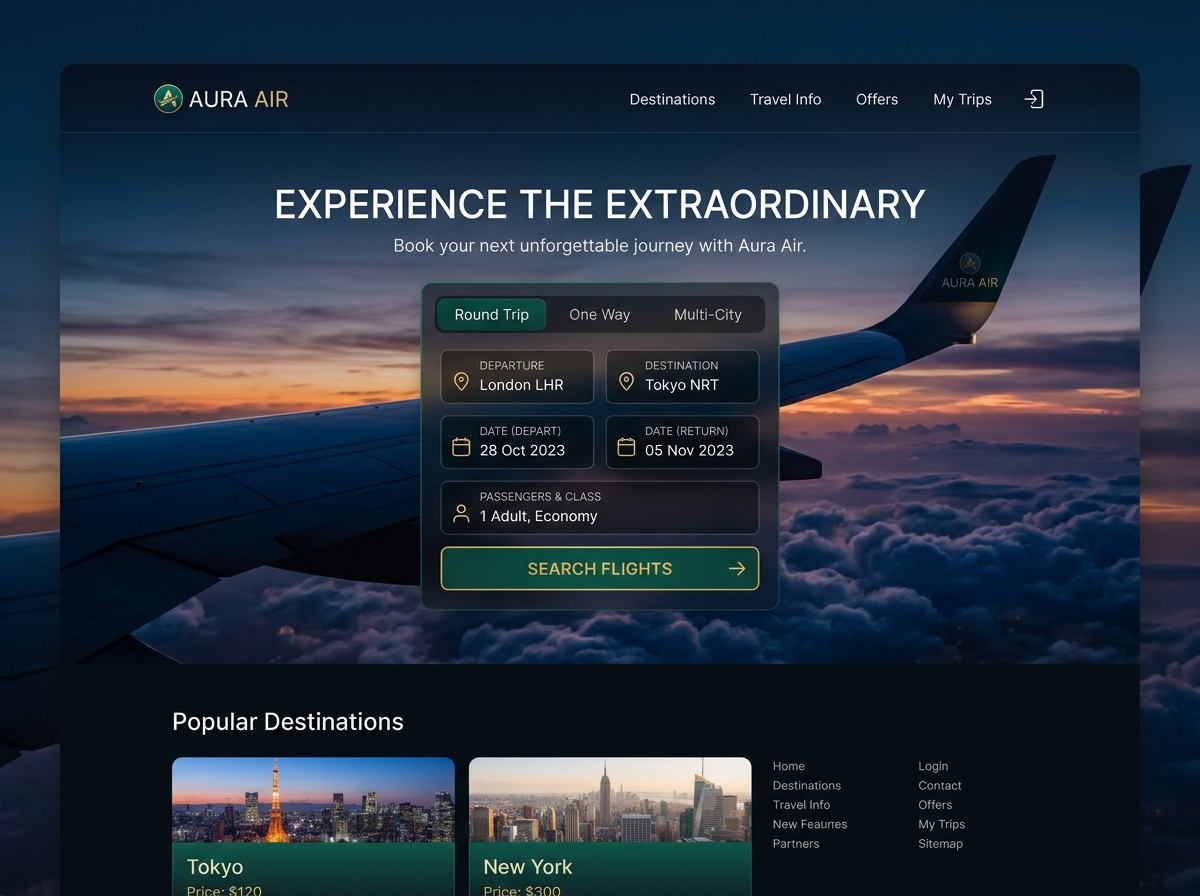 AURA AIR
Destinations
Travel Info
Offers
My Trips
EXPERIENCE THE EXTRAORDINARY
Book your next unforgettable journey with Aura Air.
AURA AIR
Round Trip
One Way
Multi-City
DEPARTURE
London LHR
DESTINATION
Tokyo NRT
DATE (DEPART)
28 Oct 2023
DATE (RETURN)
05 Nov 2023
PASSENGERS & CLASS
1 Adult, Economy
SEARCH FLIGHTS
Popular Destinations
Tokyo
Price: $120
New York
Price: $300
Home
Destinations
Travel Info
New Feaurıes
Partners
Login
Contact
Offers
My Trips
Sitemap